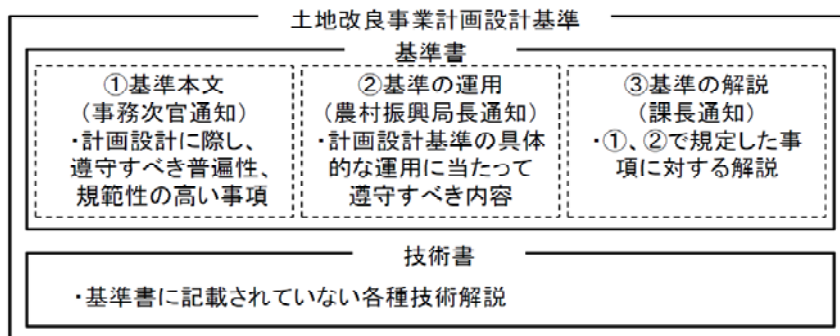 土地改良事業計画設計基準
基準書
①基準本文
（事務次官通知）
・計画設計に際し、
遵守すべき普遍性、
規範性の高い事項
②基準の運用
（農村振興局長通知）
・計画設計基準の具体
的な運用に当たって
遵守すべき内容
③基準の解説
（課長通知）
・①、②で規定した事
項に対する解説
技術書
・基準書に記載されていない各種技術解説